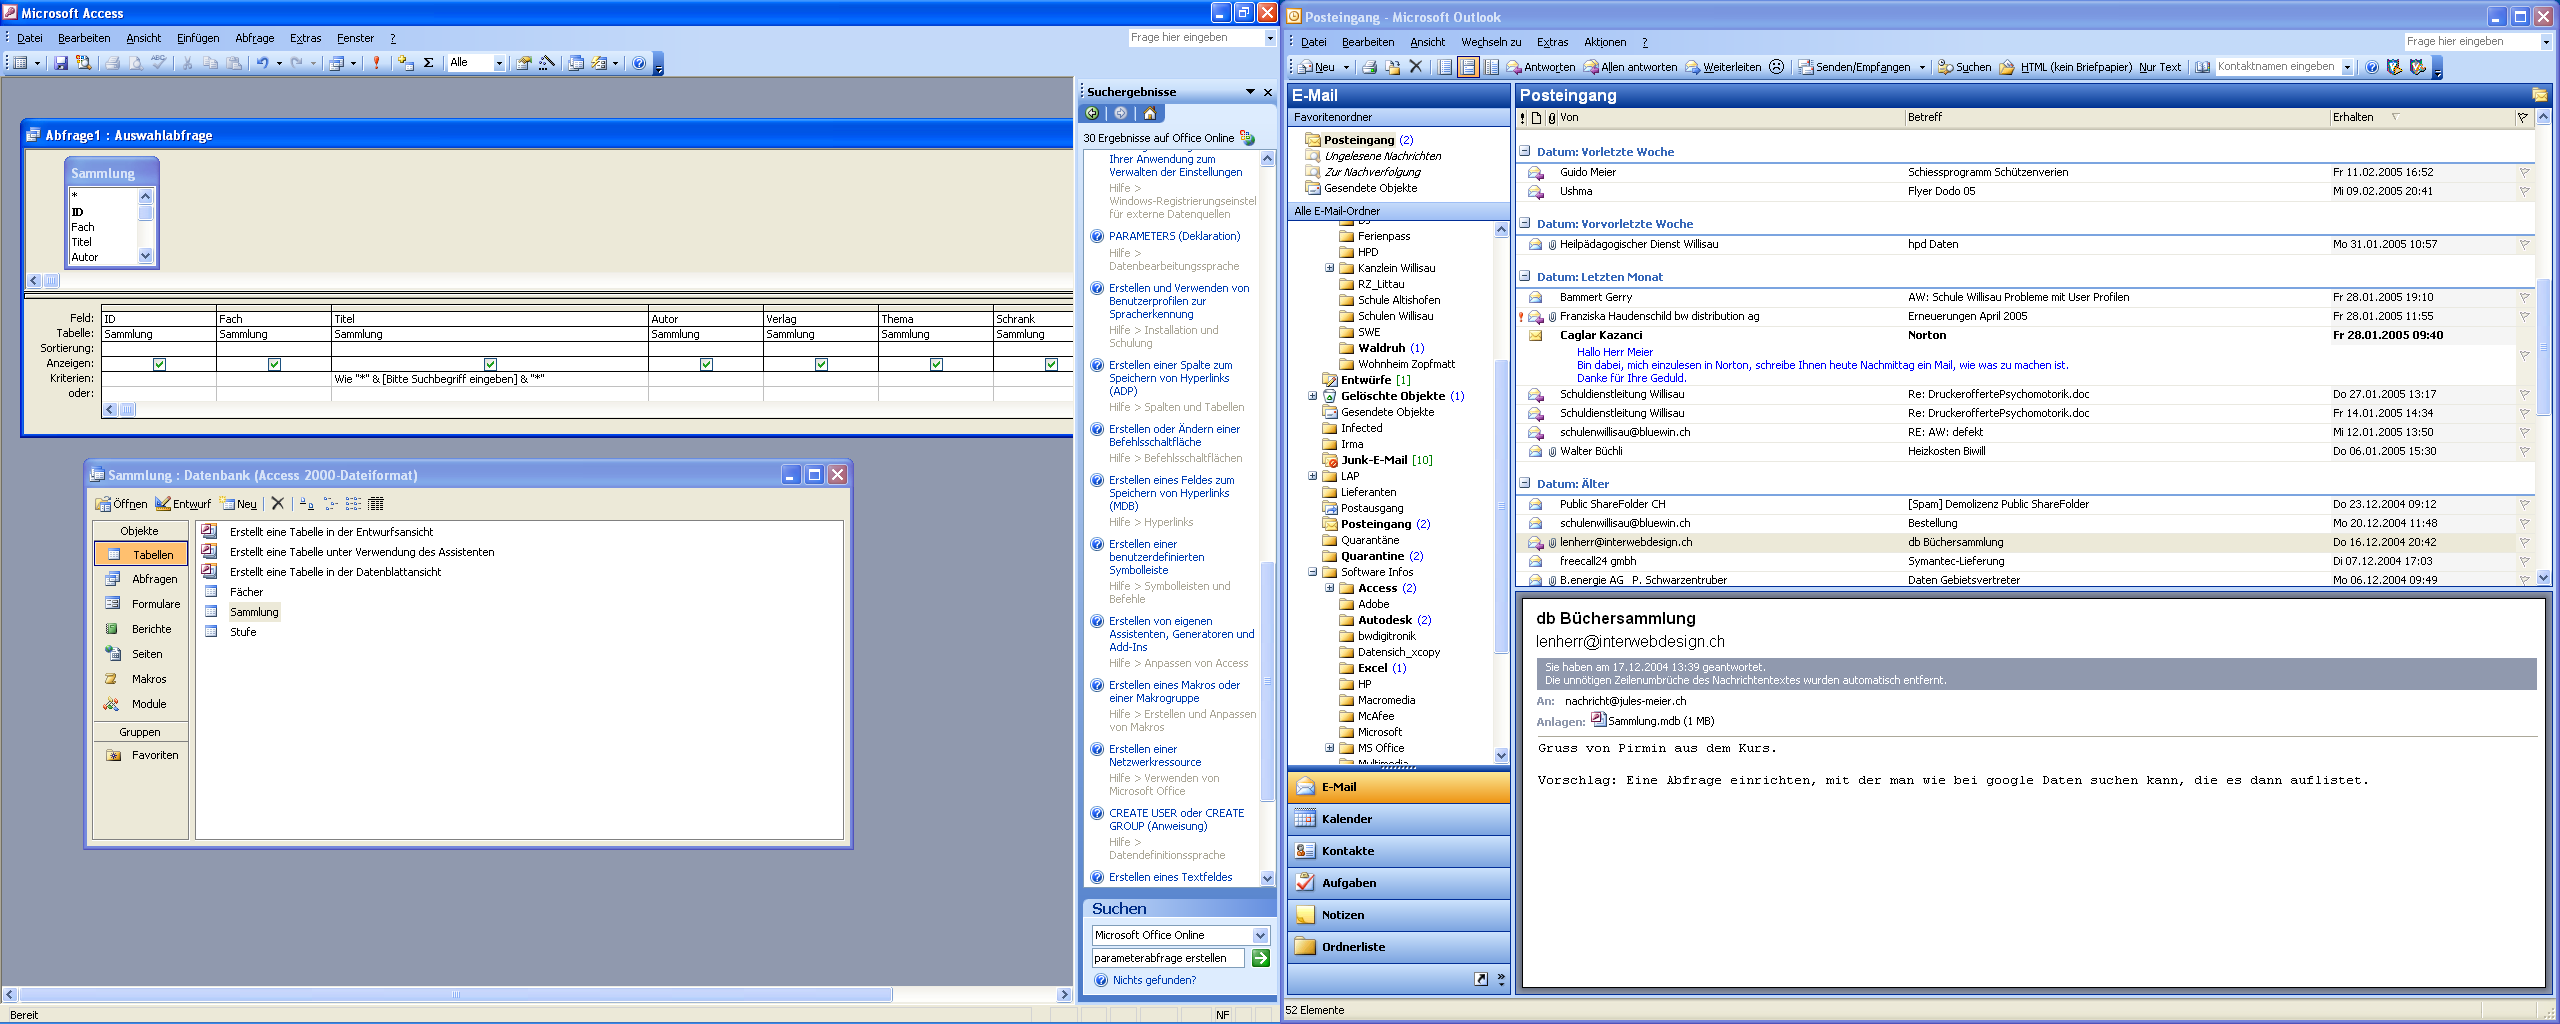 Microsoft Access
Datei Bearbeiten Ansicht Einfügen Abfrage Extras Fenster ?
Frage hier eingeben
Alle
Abfrage1 : Auswahlabfrage
Sammlung
*
ID
Fach
Titel
Autor
Feld: ID Fach Titel Autor Verlag Thema Schrank
Tabelle: Sammlung Sammlung Sammlung Sammlung Sammlung Sammlung Sammlung
Sortierung:
Anzeigen:
Kriterien: Wie "*" & [Bitte Suchbegriff eingeben] & "*"
oder:
Sammlung : Datenbank (Access 2000-Dateiformat)
Öffnen Entwurf Neu
Objekte
Tabellen
Abfragen
Formulare
Berichte
Seiten
Makros
Module
Gruppen
Favoriten
Erstellt eine Tabelle in der Entwurfsansicht
Erstellt eine Tabelle unter Verwendung des Assistenten
Erstellt eine Tabelle in der Datenblattansicht
Fächer
Sammlung
Stufe
Suchergebnisse
30 Ergebnisse auf Office Online
Ihrer Anwendung zum
Verwalten der Einstellungen
Hilfe >
Windows-Registrierungseinstel
für externe Datenquellen
PARAMETERS (Deklaration)
Hilfe >
Datenbearbeitungssprache
Erstellen und Verwenden von
Benutzerprofilen zur
Spracherkennung
Hilfe > Installation und
Schulung
Erstellen einer Spalte zum
Speichern von Hyperlinks
(ADP)
Hilfe > Spalten und Tabellen
Erstellen oder Ändern einer
Befehlsschaltfläche
Hilfe > Befehlsschaltflächen
Erstellen eines Feldes zum
Speichern von Hyperlinks
(MDB)
Hilfe > Hyperlinks
Erstellen einer
benutzerdefinierten
Symbolleiste
Hilfe > Symbolleisten und
Befehle
Erstellen von eigenen
Assistenten, Generatoren und
Add-Ins
Hilfe > Anpassen von Access
Erstellen eines Makros oder
einer Makrogruppe
Hilfe > Erstellen und Anpassen
von Makros
Erstellen einer
Netzwerkressource
Hilfe > Verwenden von
Microsoft Office
CREATE USER oder CREATE
GROUP (Anweisung)
Hilfe >
Datendefinitionssprache
Erstellen eines Textfeldes
Suchen
Microsoft Office Online
parameterabfrage erstellen
Nichts gefunden?
Bereit
NF
Posteingang - Microsoft Outlook
Datei Bearbeiten Ansicht Wechseln zu Extras Aktionen ?
Frage hier eingeben
Neu Antworten Allen antworten Weiterleiten Senden/Empfangen Suchen HTML (kein Briefpapier) Nur Text Kontaktnamen eingeben
E-Mail
Favoritenordner
Posteingang (2)
Ungelesene Nachrichten
Zur Nachverfolgung
Gesendete Objekte
Alle E-Mail-Ordner
Ferienpass
HPD
Kanzlein Willisau
RZ_Littau
Schule Altishofen
Schulen Willisau
SWE
Waldruh (1)
Wohnheim Zopfmatt
Entwürfe [1]
Gelöschte Objekte (1)
Gesendete Objekte
Infected
Irma
Junk-E-Mail [10]
LAP
Lieferanten
Postausgang
Posteingang (2)
Quarantäne
Quarantine (2)
Software Infos
Access (2)
Adobe
Autodesk (2)
bwdigitronik
Datensich_xcopy
Excel (1)
HP
Macromedia
McAfee
Microsoft
MS Office
Multimedia
E-Mail
Kalender
Kontakte
Aufgaben
Notizen
Ordnerliste
52 Elemente
Posteingang
Von Betreff Erhalten
Datum: Vorletzte Woche
Guido Meier Schiessprogramm Schützenverien Fr 11.02.2005 16:52
Ushma Flyer Dodo 05 Mi 09.02.2005 20:41
Datum: Vorvorletzte Woche
Heilpädagogischer Dienst Willisau hpd Daten Mo 31.01.2005 10:57
Datum: Letzten Monat
Bammert Gerry AW: Schule Willisau Probleme mit User Profilen Fr 28.01.2005 19:10
Franziska Haudenschild bw distribution ag Erneuerungen April 2005 Fr 28.01.2005 11:55
Caglar Kazanci Norton Fr 28.01.2005 09:40
Hallo Herr Meier
Bin dabei, mich einzulesen in Norton, schreibe Ihnen heute Nachmittag ein Mail, wie was zu machen ist.
Danke für Ihre Geduld.
Schuldienstleitung Willisau Re: DruckeroffertePsychomotorik.doc Do 27.01.2005 13:17
Schuldienstleitung Willisau Re: DruckeroffertePsychomotorik.doc Fr 14.01.2005 14:34
schulenwillisau@bluewin.ch RE: AW: defekt Mi 12.01.2005 13:50
Walter Büchli Heizkosten Biwill Do 06.01.2005 15:30
Datum: Älter
Public ShareFolder CH [Spam] Demolizenz Public ShareFolder Do 23.12.2004 09:12
schulenwillisau@bluewin.ch Bestellung Mo 20.12.2004 11:48
lenherr@interwebdesign.ch db Büchersammlung Do 16.12.2004 20:42
freecall24 gmbh Symantec-Lieferung Di 07.12.2004 17:03
B.energie AG P. Schwarzentruber Daten Gebietsvertreter Mo 06.12.2004 09:49
db Büchersammlung
lenherr@interwebdesign.ch
Sie haben am 17.12.2004 13:39 geantwortet.
Die unnötigen Zeilenumbrüche des Nachrichtentextes wurden automatisch entfernt.
An: nachricht@jules-meier.ch
Anlagen: Sammlung.mdb (1 MB)
Gruss von Pirmin aus dem Kurs.
Vorschlag: Eine Abfrage einrichten, mit der man wie bei google Daten suchen kann, die es dann auflistet.